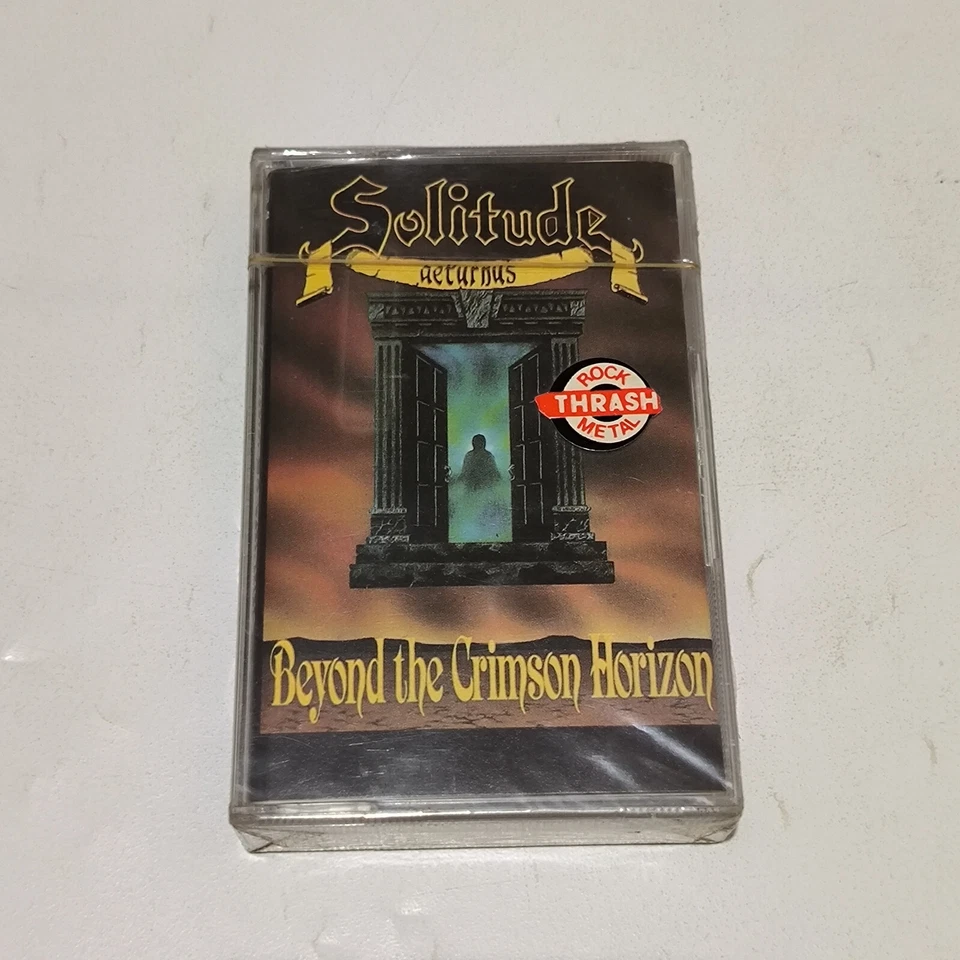 Solitude
aeturnus
ROCK
THRASH
METAL
Beyond the Crimson Horizon